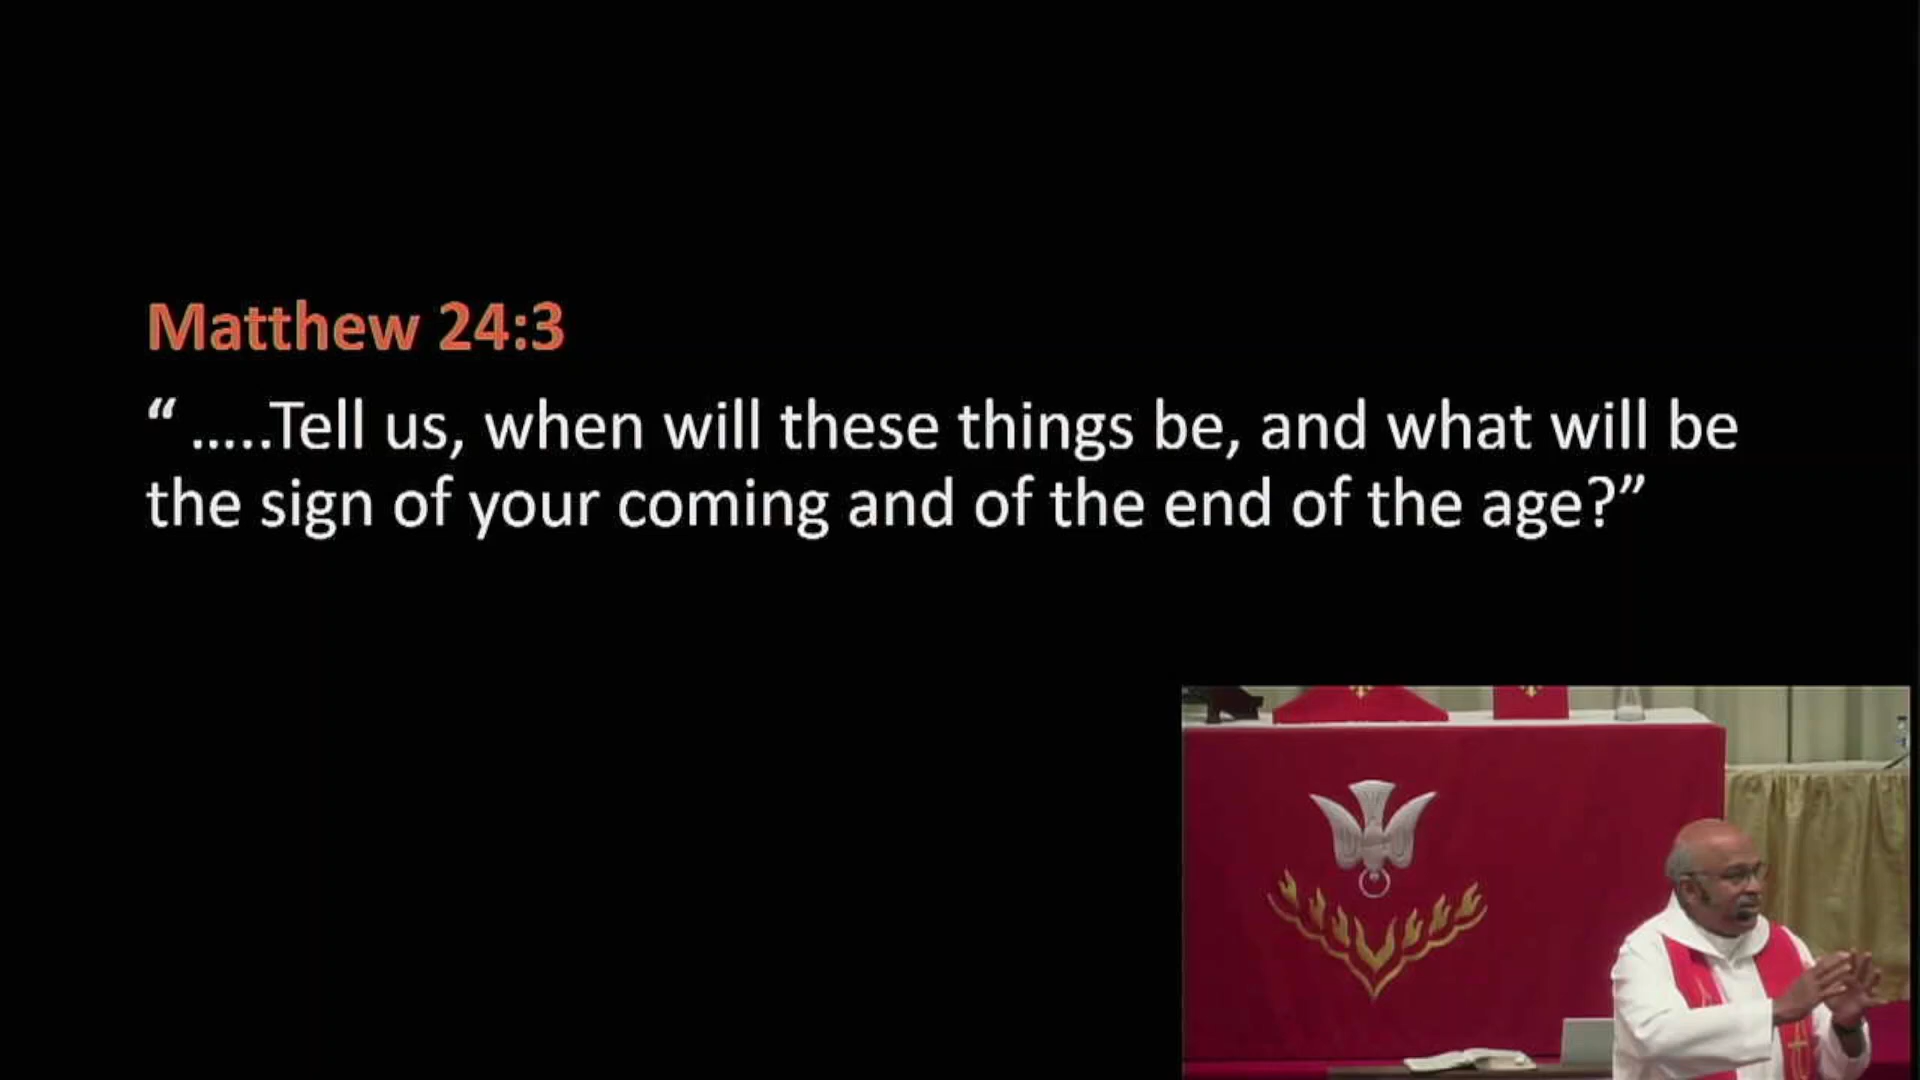 Matthew 24:3
“ .....Tell us, when will these things be, and what will be
the sign of your coming and of the end of the age?”